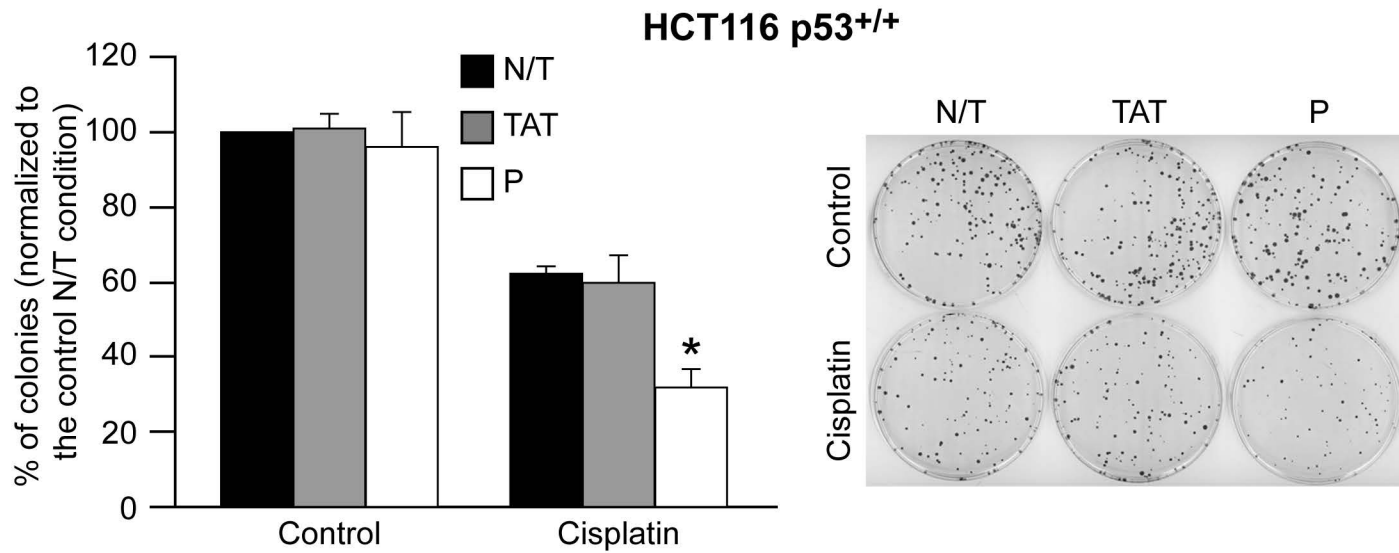 HCT116 p53+/+
% of colonies (normalized to
the control N/T condition)
120
100
80
60
40
20
0
N/T
TAT
P
*
Control
Cisplatin
N/T TAT P
Control
Cisplatin